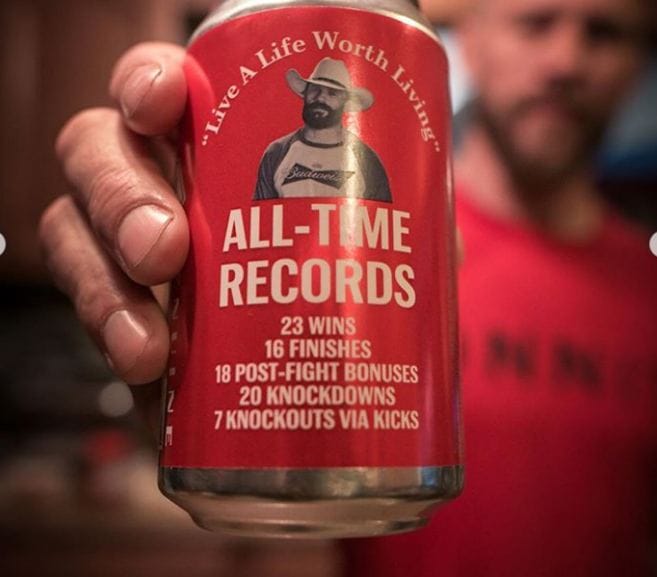 "Live A Life Worth Living"
Budweiser
ALL-TIME
RECORDS
23 WINS
16 FINISHES
18 POST-FIGHT BONUSES
20 KNOCKDOWNS
7 KNOCKOUTS VIA KICKS